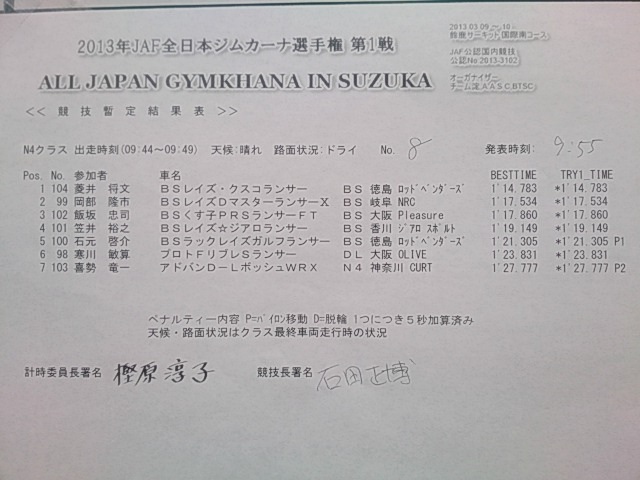 2013.03.09 ~ .10
鈴鹿サーキット国際南コース
2013年JAF全日本ジムカーナ選手権 第1戦
JAF公認国内競技
公認No.2013-3102
ALL JAPAN GYMKHANA IN SUZUKA
オーガナイザー
チーム淀,A.A.S.C,BTSC
<< 競技暫定結果表 >>
N4クラス 出走時刻(09:44~09:49) 天候:晴れ 路面状況:ドライ No. 8 発表時刻: 9:55
Pos. No. 参加者 車名 BESTTIME TRY1_TIME
1 104 菱井 将文 BSレイズ・クスコランサー BS 徳島 ロッドベンダーズ 1'14.783 *1'14.783
2 99 岡部 隆市 BSレイズDマスターランサーX BS 岐阜 NRC 1'17.534 *1'17.534
3 102 飯坂 忠司 BSくす子PRSランサーFT BS 大阪 Pleasure 1'17.860 *1'17.860
4 101 笠井 裕之 BSレイズ☆ジアロランサー BS 香川 ジアロ スポルト 1'19.149 *1'19.149
5 100 石元 啓介 BSラックレイズガルフランサー BS 徳島 ロッドベンダーズ 1'21.305 *1'21.305 P1
6 98 寒川 敏算 プロトFリブレSランサー DL 大阪 OLIVE 1'23.831 *1'23.831
7 103 喜勢 竜一 アドバンD-LボッシュWRX N4 神奈川 CURT 1'27.777 *1'27.777 P2
ペナルティー内容 P=パイロン移動 D=脱輪 1つにつき5秒加算済み
天候・路面状況はクラス最終車両走行時の状況
計時委員長署名 樫原淳子 競技長署名 石田正博